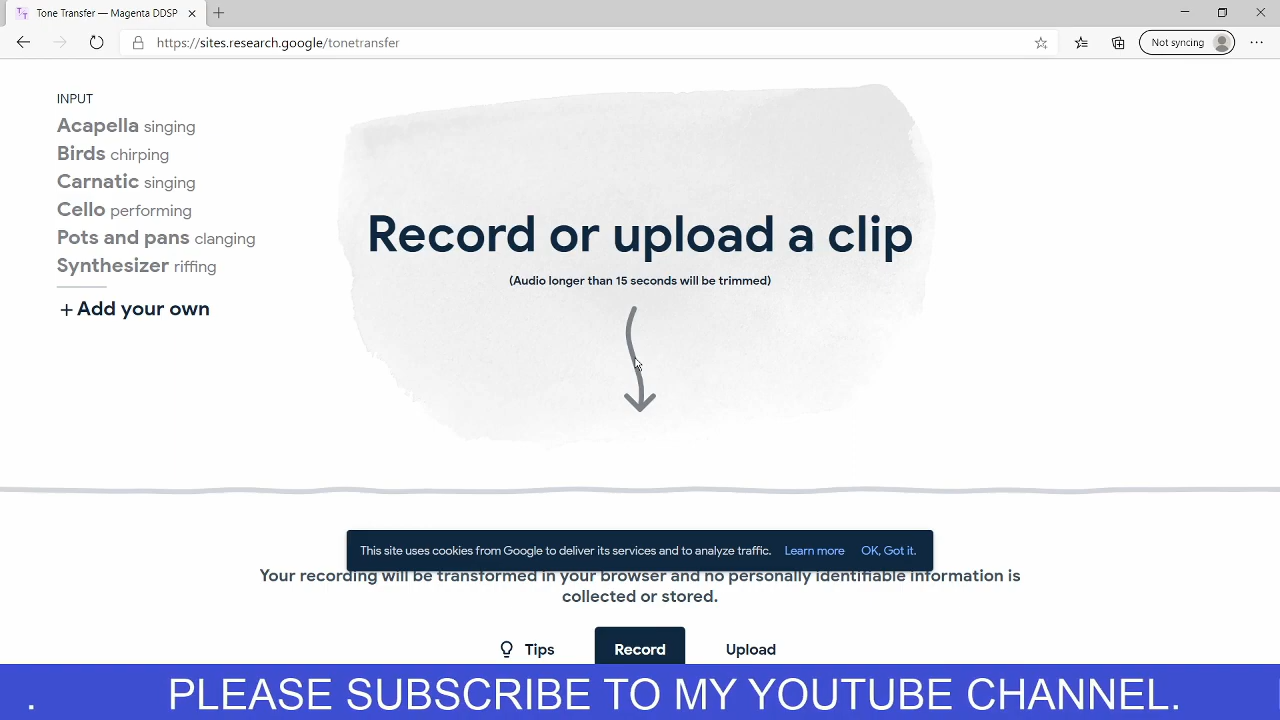 Tone Transfer — Magenta DDSP
https://sites.research.google/tonetransfer
Not syncing
INPUT
Acapella singing
Birds chirping
Carnatic singing
Cello performing
Pots and pans clanging
Synthesizer riffing
+ Add your own
Record or upload a clip
(Audio longer than 15 seconds will be trimmed)
This site uses cookies from Google to deliver its services and to analyze traffic. Learn more OK, Got it.
Your recording will be transformed in your browser and no personally identifiable information is
collected or stored.
Tips Record Upload
. PLEASE SUBSCRIBE TO MY YOUTUBE CHANNEL.